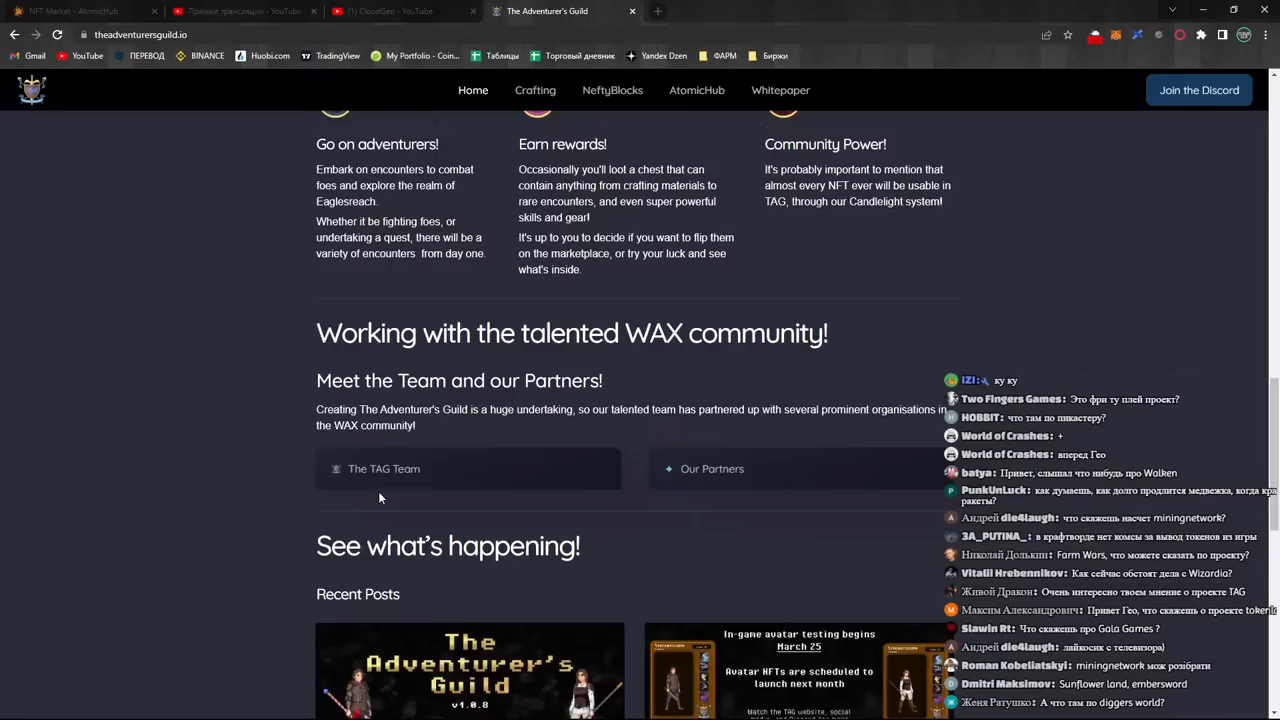 NFT Market - AtomicHub
Прямые трансляции - YouTube
(1) CloudGeo - YouTube
The Adventurer's Guild
theadventurersguild.io
Gmail
YouTube
ПЕРЕВОД
BINANCE
Huobi.com
TradingView
My Portfolio - Coin...
Таблицы
Торговый дневник
Yandex Dzen
ФАРМ
Биржи
Home
Crafting
NeftyBlocks
AtomicHub
Whitepaper
Join the Discord
Go on adventurers!
Embark on encounters to combat
foes and explore the realm of
Eaglesreach.
Whether it be fighting foes, or
undertaking a quest, there will be a
variety of encounters from day one.
Earn rewards!
Occasionally you'll loot a chest that can
contain anything from crafting materials to
rare encounters, and even super powerful
skills and gear!
It's up to you to decide if you want to flip them
on the marketplace, or try your luck and see
what's inside.
Community Power!
It's probably important to mention that
almost every NFT ever will be usable in
TAG, through our Candlelight system!
Working with the talented WAX community!
Meet the Team and our Partners!
Creating The Adventurer's Guild is a huge undertaking, so our talented team has partnered up with several prominent organisations in
the WAX community!
The TAG Team
Our Partners
See what's happening!
Recent Posts
The
Adventurer's
Guild
v1.0.8
In-game avatar testing begins
March 25
Avatar NFTs are scheduled to
launch next month
Watch the TAG website, social
IZI: ку ку
Two Fingers Games: Это фри ту плей проект?
HOBBIT: что там по пикастеру?
World of Crashes: +
World of Crashes: вперед Гео
batya: Привет, слышал что нибудь про Walken
PunkUnLuck: как думаешь, как долго продлится медвежка, когда кра
ракеты?
Андрей die4laugh: что скажешь насчет miningnetwork?
3A_PUTINA_: в крафтворде нет комсы за вывод токенов из игры
Николай Долькин: Farm Wars, что можете сказать по проекту?
Vitalii Hrebennikov: Как сейчас обстоят дела с Wizardia?
Живой Дракон: Очень интересно твоем мнение о проекте TAG
Максим Александрович: Привет Гео, что скажешь о проекте tokenl
Slawin Rt: Что скажешь про Gala Games ?
Андрей die4laugh: лайкосик с телевизора)
Roman Kobeliatskyi: miningnetwork мож розібрати
Dmitri Maksimov: Sunflower land, embersword
Женя Ратушко: А что там по diggers world?